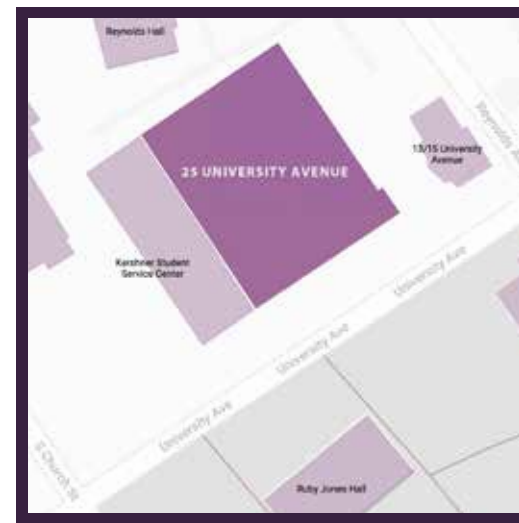 Reynolds Hall
25 UNIVERSITY AVENUE
13/15 University
Avenue
Reynolds A
Kershner Student
Service Center
University Ave
University Ave
University Ave
S Church St
Ruby Jones Hall